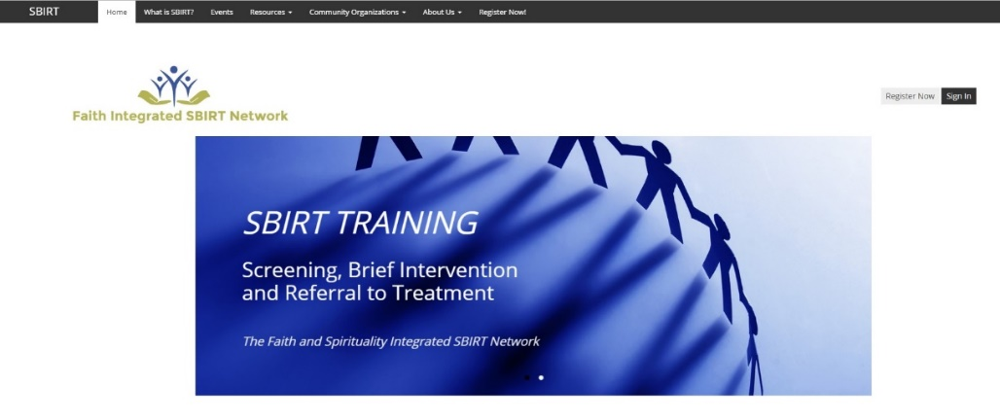 SBIRT Home What is SBIRT? Events Resources Community Organizations About Us Register Now!
Faith Integrated SBIRT Network
Register Now Sign In
SBIRT TRAINING
Screening, Brief Intervention
and Referral to Treatment
The Faith and Spirituality Integrated SBIRT Network